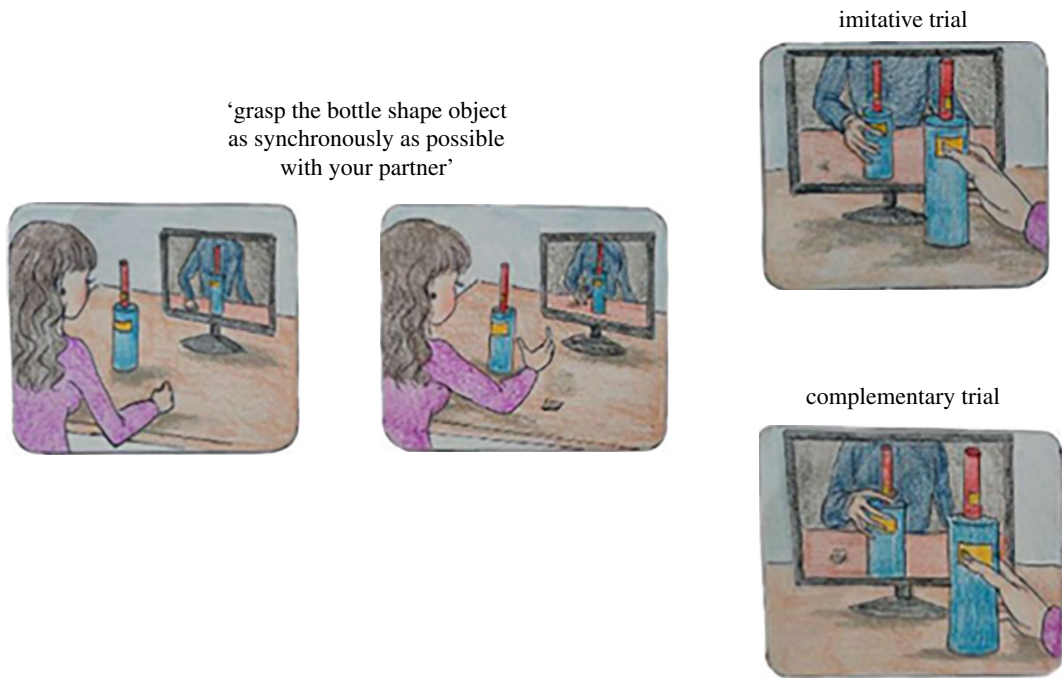 imitative trial
‘grasp the bottle shape object
as synchronously as possible
with your partner’
complementary trial